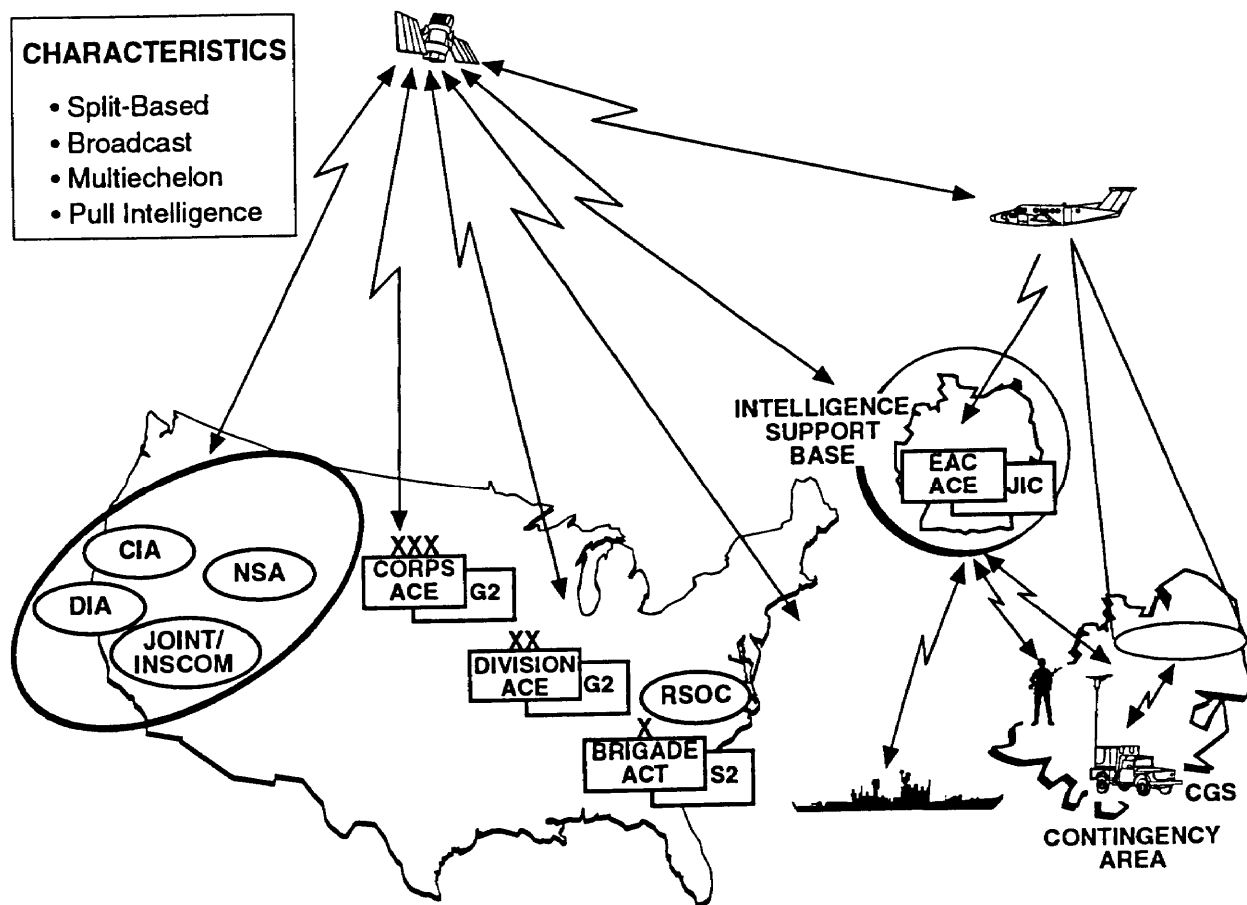 CHARACTERISTICS
• Split-Based
• Broadcast
• Multiechelon
• Pull Intelligence
INTELLIGENCE
SUPPORT
BASE
EAC
ACE
JIC
CIA
NSA
DIA
JOINT/
INSCOM
XXX
CORPS
ACE
G2
XX
DIVISION
ACE
G2
RSOC
X
BRIGADE
ACT
S2
CGS
CONTINGENCY
AREA